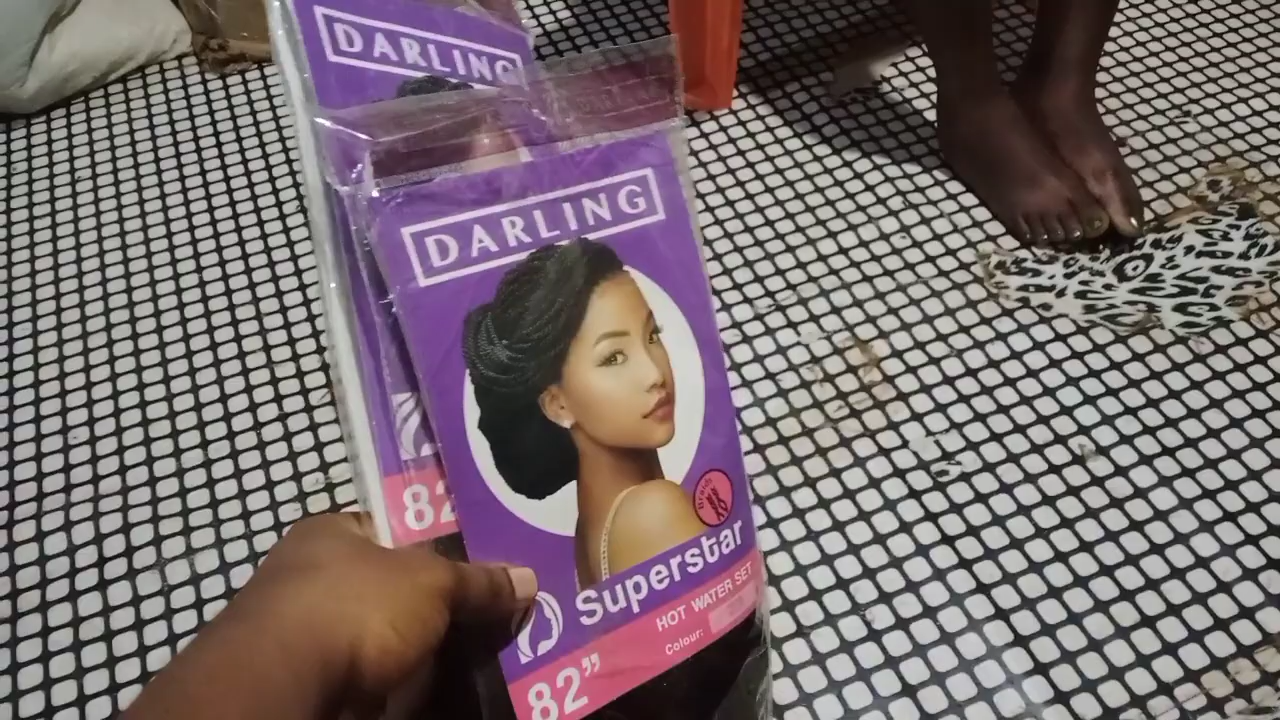 DARLING
82
DARLING
Superstar
HOT WATER SET
Colour:
82”